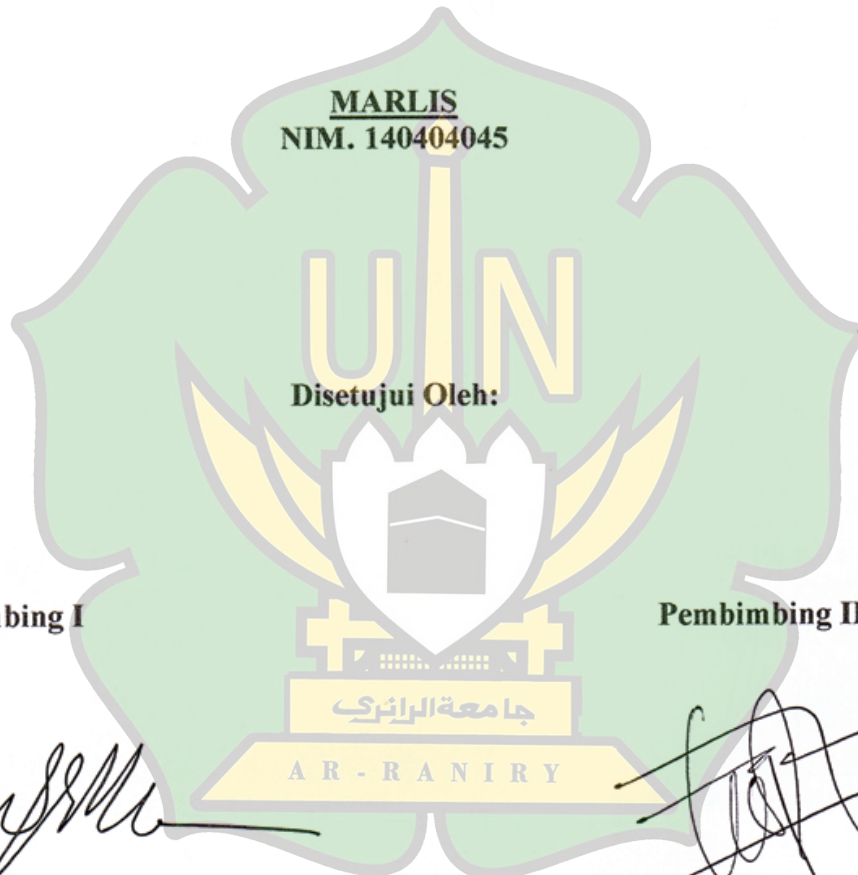 MARLIS
NIM. 140404045
UIN
Disetujui Oleh:
bing I
Pembimbing II
جامعة الرانري
AR-RANIRY